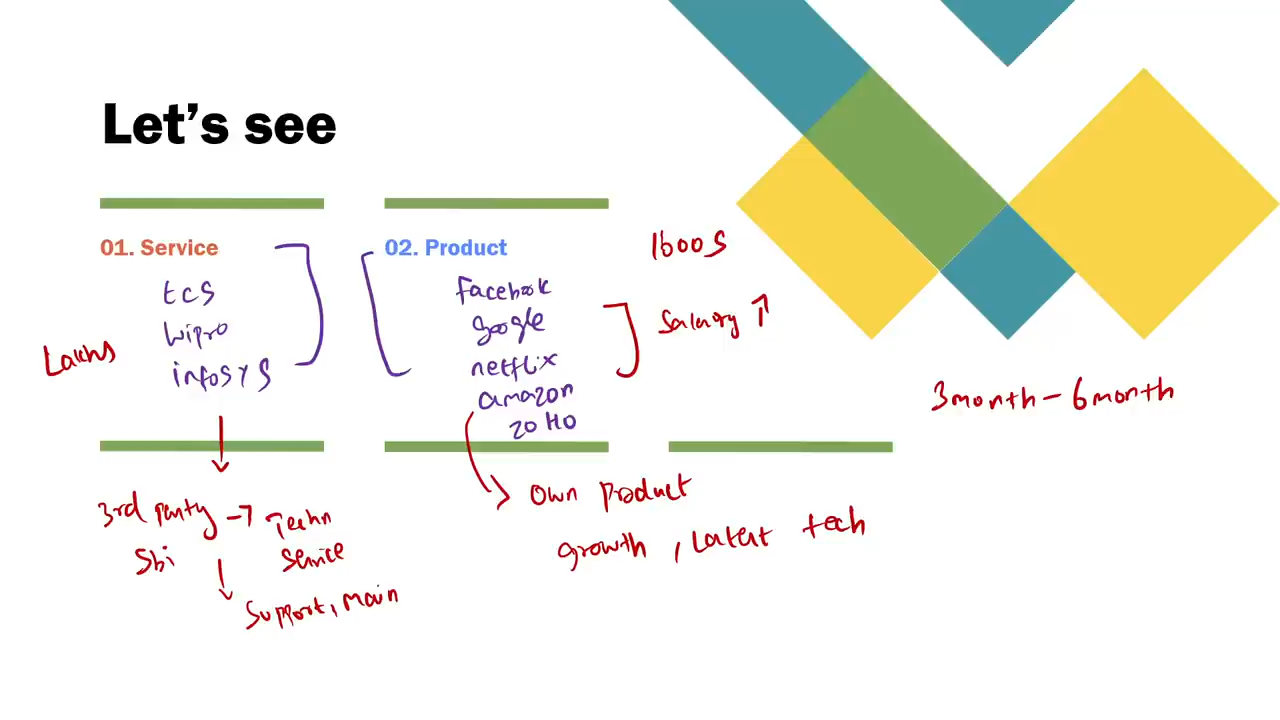 Let's see
01. Service
tcs
Wipro
infosys
Lakhs
3rd party → Techn
Sbi
Service
Support, main
02. Product
facebook
google
netflix
amazon
ZOHO
1600s
Salary ↑
own product
growth, Latest tech
3month - 6month